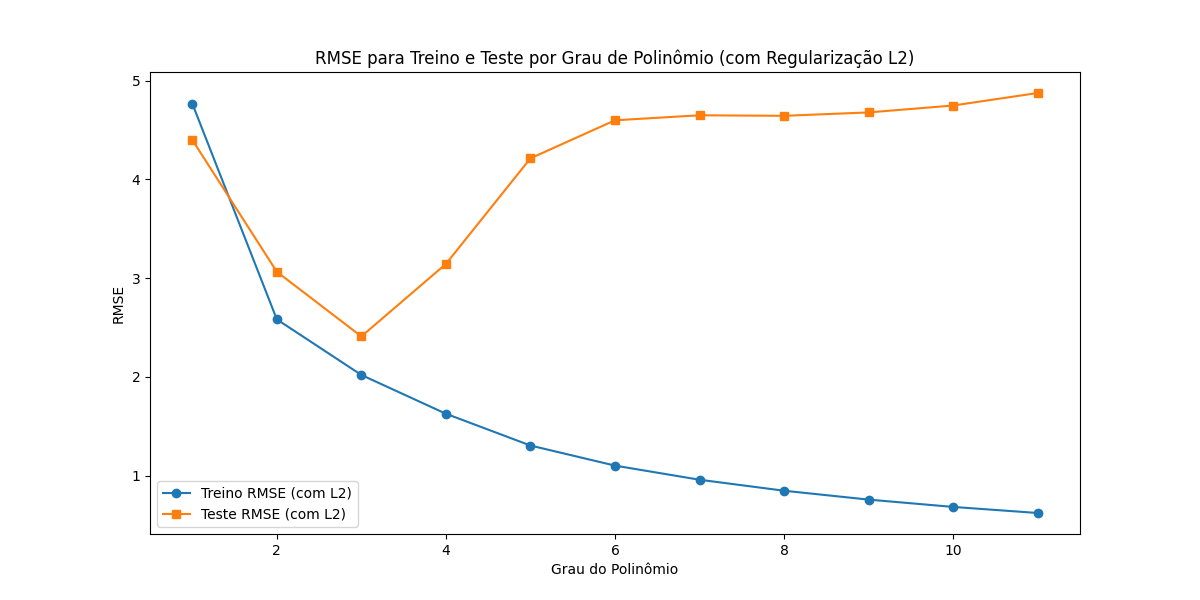 RMSE para Treino e Teste por Grau de Polinômio (com Regularização L2)
5
4
3
2
1
RMSE
Treino RMSE (com L2)
Teste RMSE (com L2)
2
4
6
8
10
Grau do Polinômio